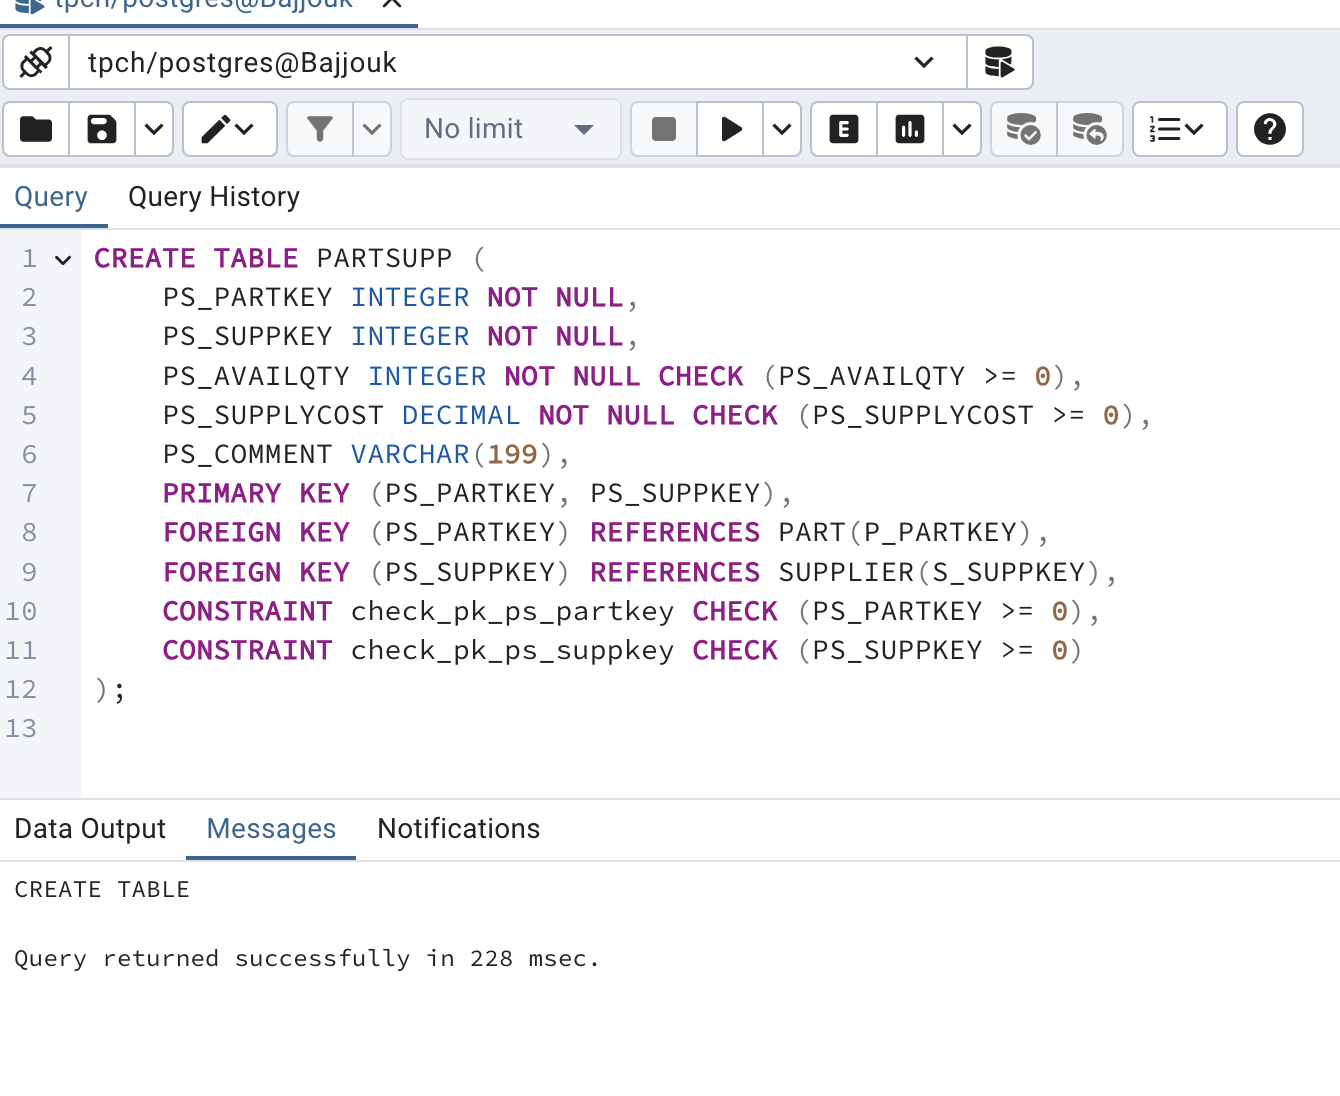 tpch/postgres@Bajjouk
tpch/postgres@Bajjouk
No limit
Query Query History
1 CREATE TABLE PARTSUPP (
2 PS_PARTKEY INTEGER NOT NULL,
3 PS_SUPPKEY INTEGER NOT NULL,
4 PS_AVAILQTY INTEGER NOT NULL CHECK (PS_AVAILQTY >= 0),
5 PS_SUPPLYCOST DECIMAL NOT NULL CHECK (PS_SUPPLYCOST >= 0),
6 PS_COMMENT VARCHAR(199),
7 PRIMARY KEY (PS_PARTKEY, PS_SUPPKEY),
8 FOREIGN KEY (PS_PARTKEY) REFERENCES PART(P_PARTKEY),
9 FOREIGN KEY (PS_SUPPKEY) REFERENCES SUPPLIER(S_SUPPKEY),
10 CONSTRAINT check_pk_ps_partkey CHECK (PS_PARTKEY >= 0),
11 CONSTRAINT check_pk_ps_suppkey CHECK (PS_SUPPKEY >= 0)
12 );
13
Data Output Messages Notifications
CREATE TABLE
Query returned successfully in 228 msec.